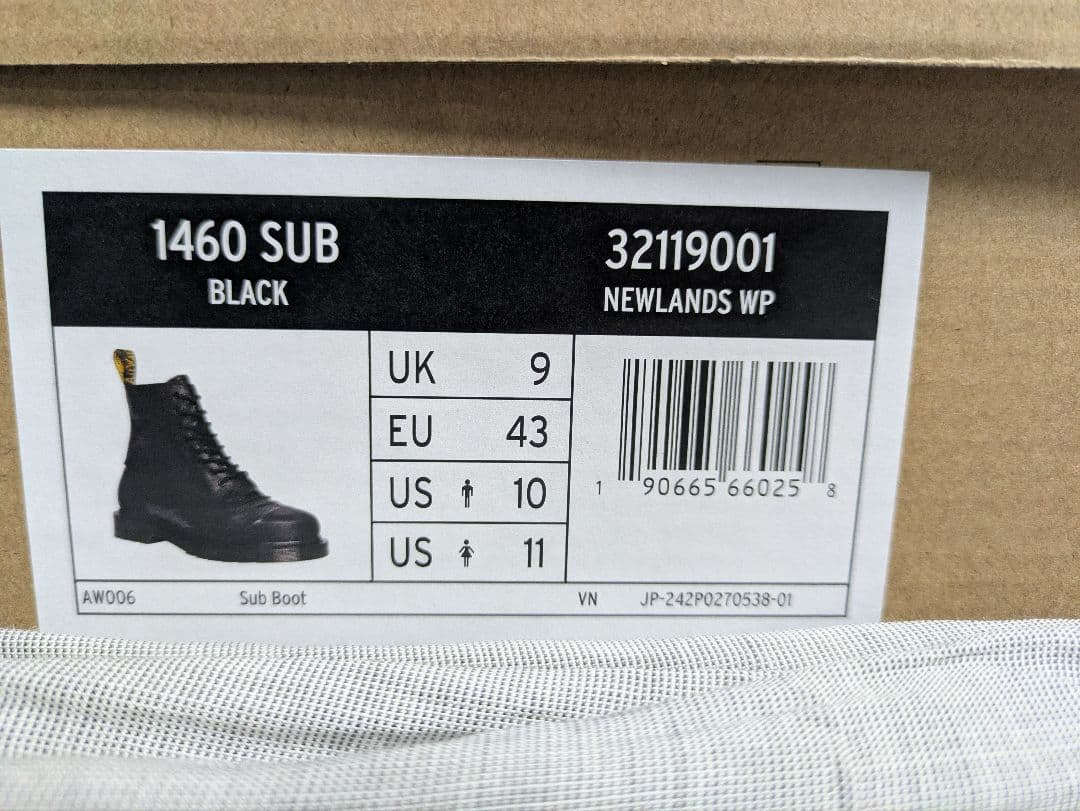 1460 SUB
BLACK
32119001
NEWLANDS WP
UK 9
EU 43
US 10
US 11
1 90665 66025 8
AW006 Sub Boot VN JP-242P0270538-01